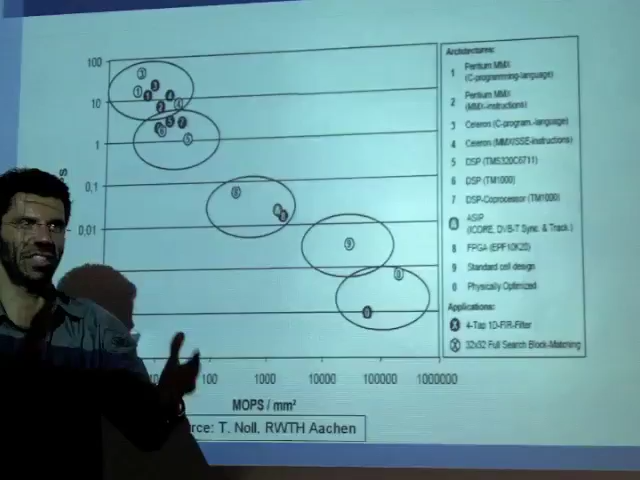 100
10
1
0,1
0,01
100
1000
10000
100000
1000000
MOPS / mm²
T. Noll, RWTH Aachen
Architectures:
1 Pentium MMX
(C-programming-language)
2 Pentium MMX
(MMX-instructions)
3 Celeron (C-program.-language)
4 Celeron (MMX/SSE-instructions)
5 DSP (TMS320C6711)
6 DSP (TM1000)
7 DSP-Coprocessor (TM1000)
ASIP
(ICORE, DVB-T Sync. & Track.)
8 FPGA (EPF10K20)
9 Standard cell design
0 Physically Optimized
Applications:
4-Tap 1D-FIR-Filter
32x32 Full Search Block-Matching